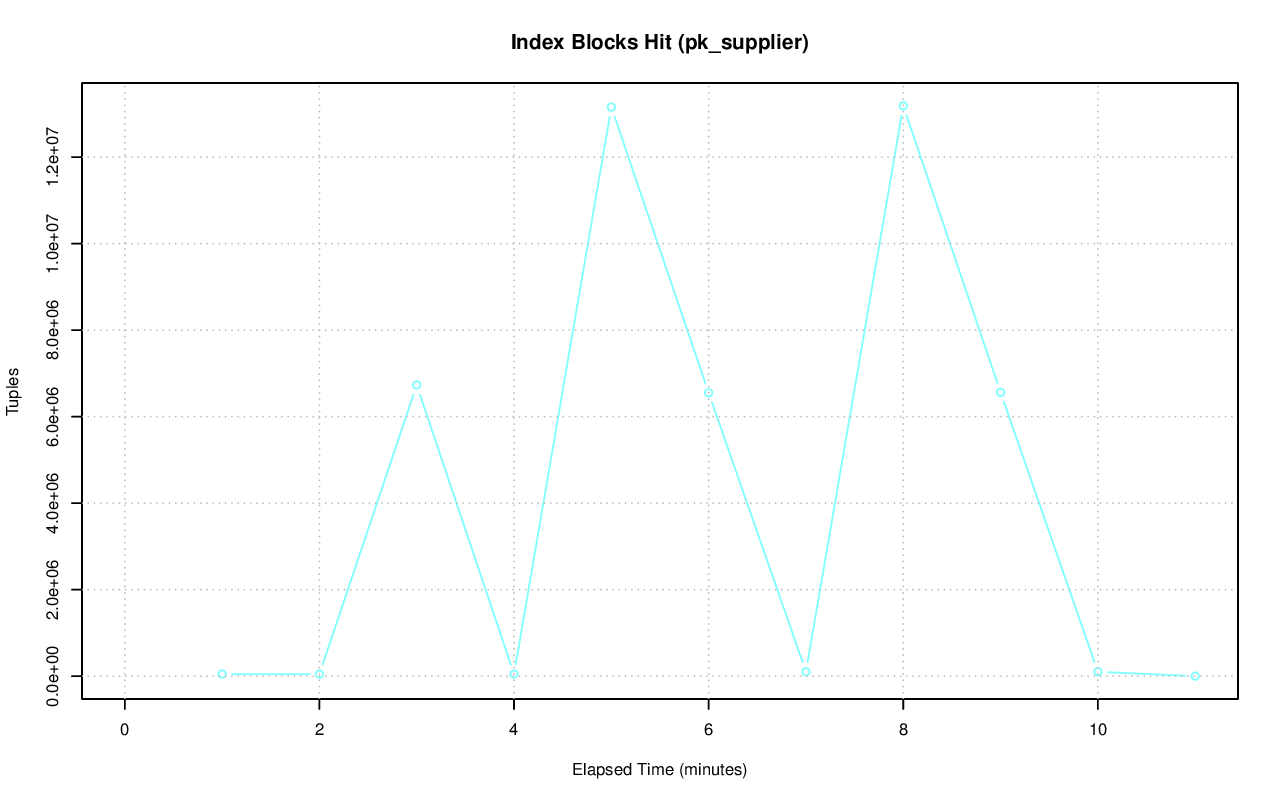 Index Blocks Hit (pk_supplier)
Tuples
1.2e+07
1.0e+07
8.0e+06
6.0e+06
4.0e+06
2.0e+06
0.0e+00
0 2 4 6 8 10
Elapsed Time (minutes)